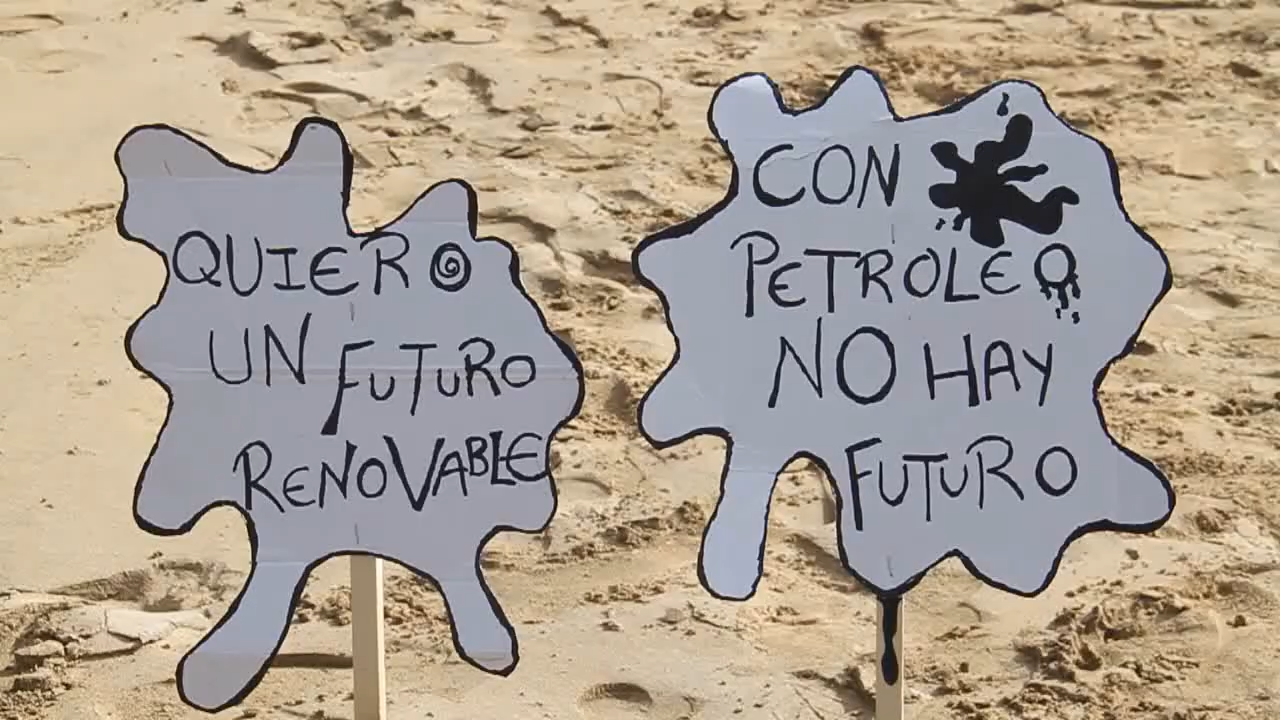 QUIERO
UN FUTURO
RENOVABLE
CON
PETROLEO
NO HAY
FUTURO